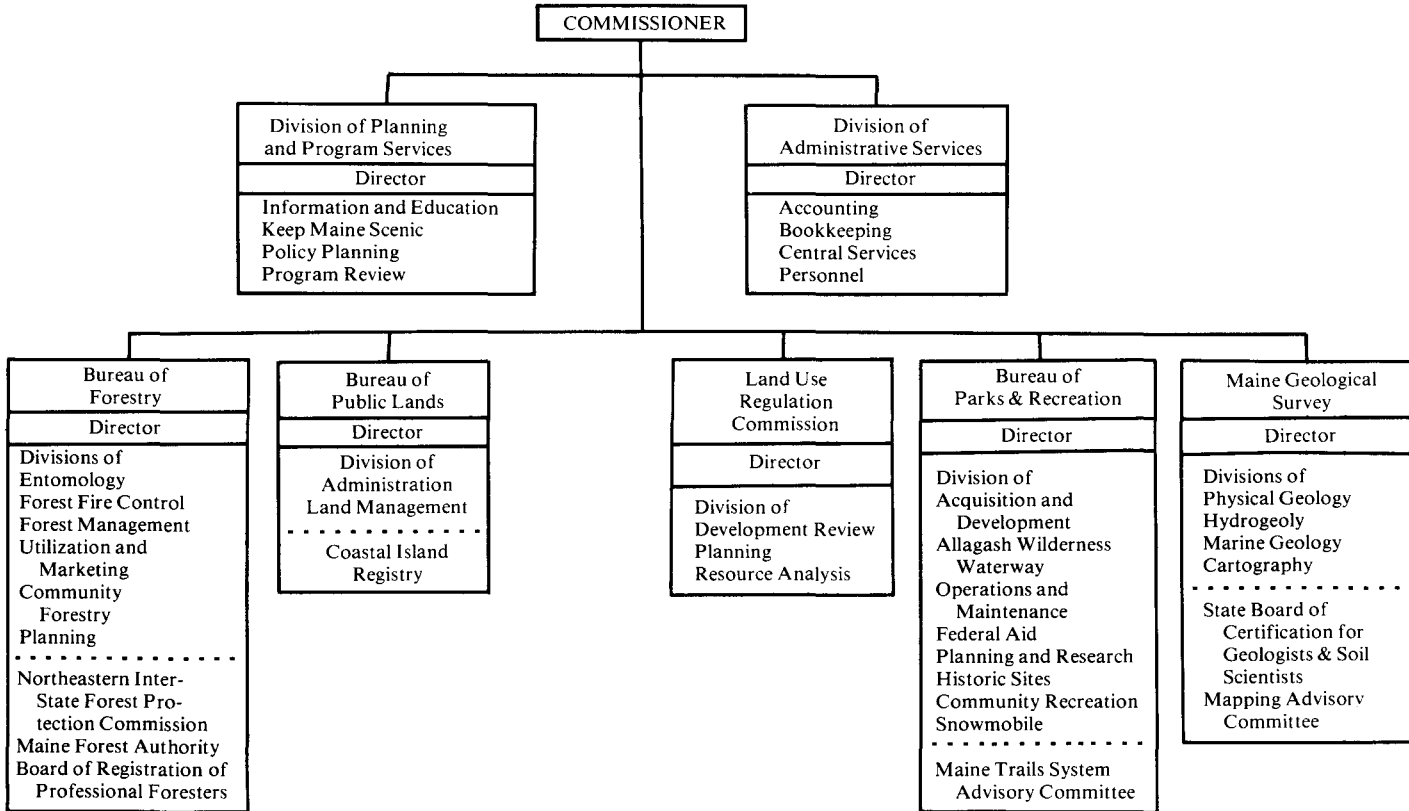 COMMISSIONER
Division of Planning
and Program Services
Director
Information and Education
Keep Maine Scenic
Policy Planning
Program Review
Division of
Administrative Services
Director
Accounting
Bookkeeping
Central Services
Personnel
Bureau of
Forestry
Director
Divisions of
Entomology
Forest Fire Control
Forest Management
Utilization and
Marketing
Community
Forestry
Planning
Northeastern Inter-
State Forest Pro-
tection Commission
Maine Forest Authority
Board of Registration of
Professional Foresters
Bureau of
Public Lands
Director
Division of
Administration
Land Management
Coastal Island
Registry
Land Use
Regulation
Commission
Director
Division of
Development Review
Planning
Resource Analysis
Bureau of
Parks & Recreation
Director
Division of
Acquisition and
Development
Allagash Wilderness
Waterway
Operations and
Maintenance
Federal Aid
Planning and Research
Historic Sites
Community Recreation
Snowmobile
Maine Trails System
Advisory Committee
Maine Geological
Survey
Director
Divisions of
Physical Geology
Hydrogeoly
Marine Geology
Cartography
State Board of
Certification for
Geologists & Soil
Scientists
Mapping Advisory
Committee